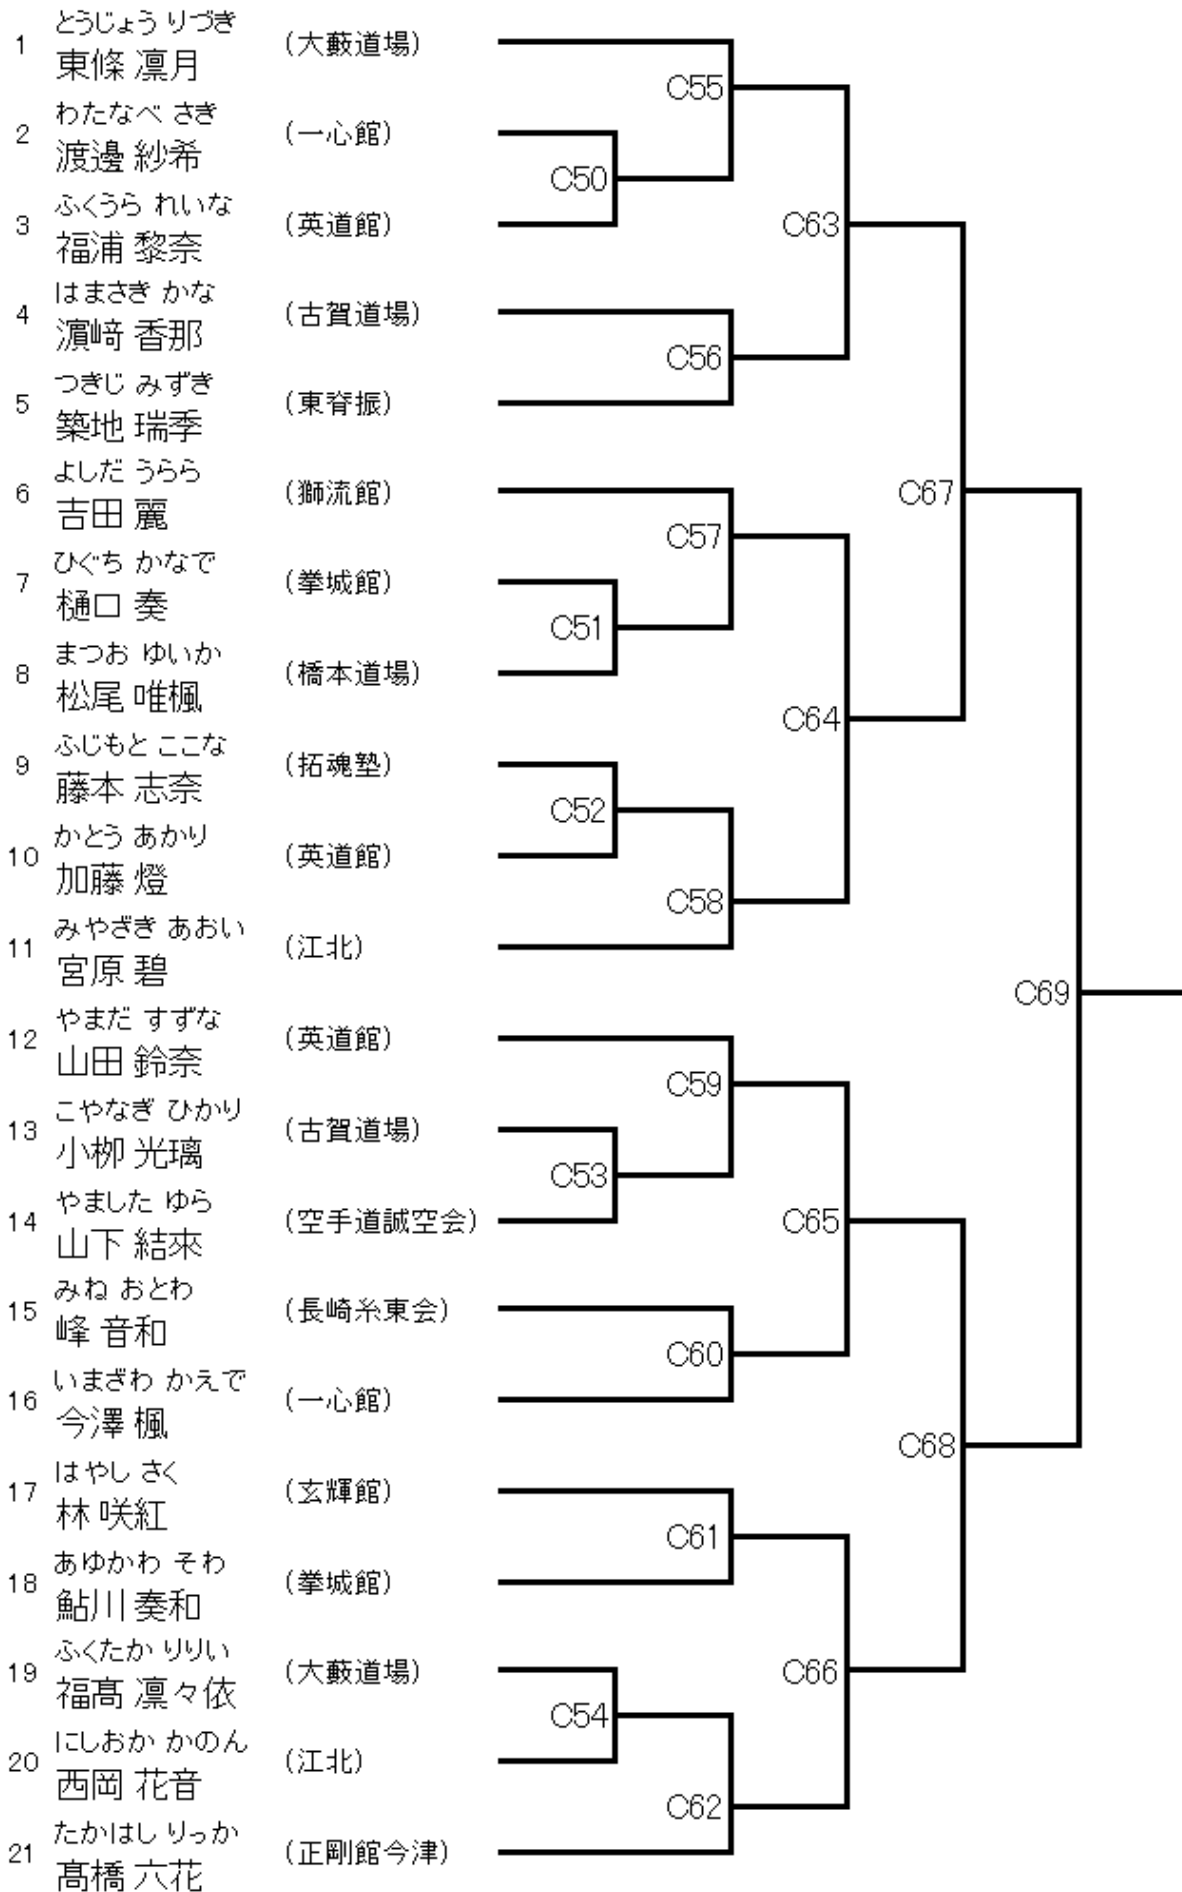 とうじょう りづき
1 東條 凛月 (大藪道場)
わたなべ さき
2 渡邊 紗希 (一心館)
ふくうら れいな
3 福浦 黎奈 (英道館)
はまさき かな
4 濵﨑 香那 (古賀道場)
つきじ みずき
5 築地 瑞季 (東脊振)
よしだ うらら
6 吉田 麗 (獅流館)
ひぐち かなで
7 樋口 奏 (拳城館)
まつお ゆいか
8 松尾 唯楓 (橋本道場)
ふじもと ここな
9 藤本 志奈 (拓魂塾)
かとう あかり
10 加藤 燈 (英道館)
みやざき あおい
11 宮原 碧 (江北)
やまだ すずな
12 山田 鈴奈 (英道館)
こやなぎ ひかり
13 小栁 光璃 (古賀道場)
やました ゆら
14 山下 結來 (空手道誠空会)
みね おとわ
15 峰 音和 (長崎糸東会)
いまざわ かえで
16 今澤 楓 (一心館)
はやし さく
17 林 咲紅 (玄輝館)
あゆかわ そわ
18 鮎川 奏和 (拳城館)
ふくたか りりい
19 福髙 凛々依 (大藪道場)
にしおか かのん
20 西岡 花音 (江北)
たかはし りっか
21 髙橋 六花 (正剛館今津)
C50
C51
C52
C53
C54
C55
C56
C57
C58
C59
C60
C61
C62
C63
C64
C65
C66
C67
C68
C69